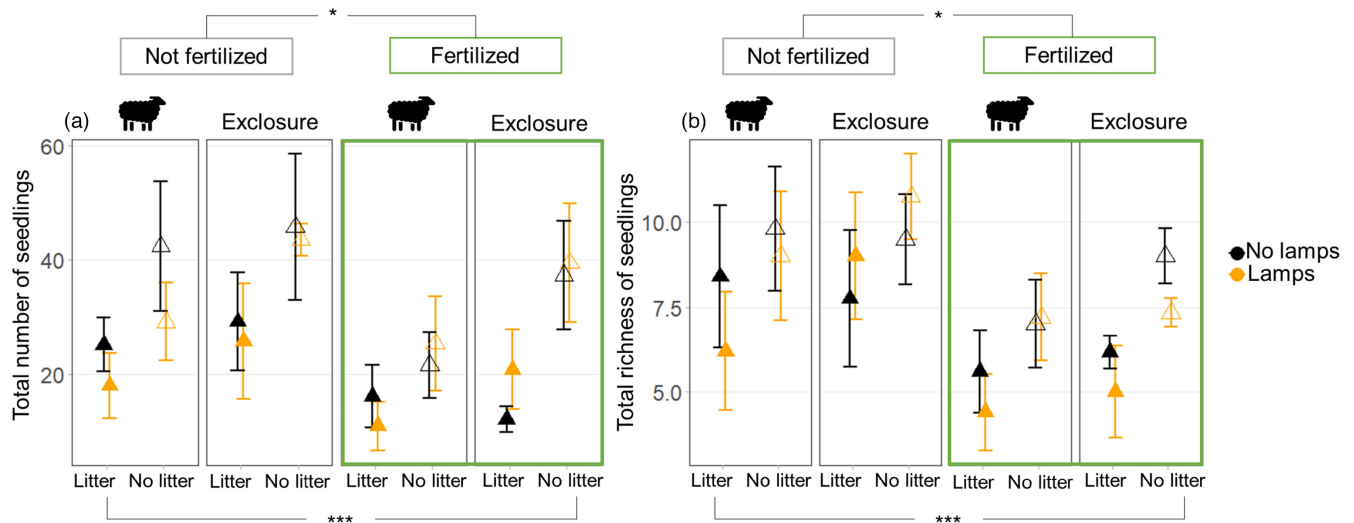 *
Not fertilized
Fertilized
(a)
Exclosure
Exclosure
Total number of seedlings
60
40
20
Litter No litter Litter No litter Litter No litter Litter No litter
***
*
Not fertilized
Fertilized
(b)
Exclosure
Exclosure
Total richness of seedlings
10.0
7.5
5.0
Litter No litter Litter No litter Litter No litter Litter No litter
***
No lamps
Lamps